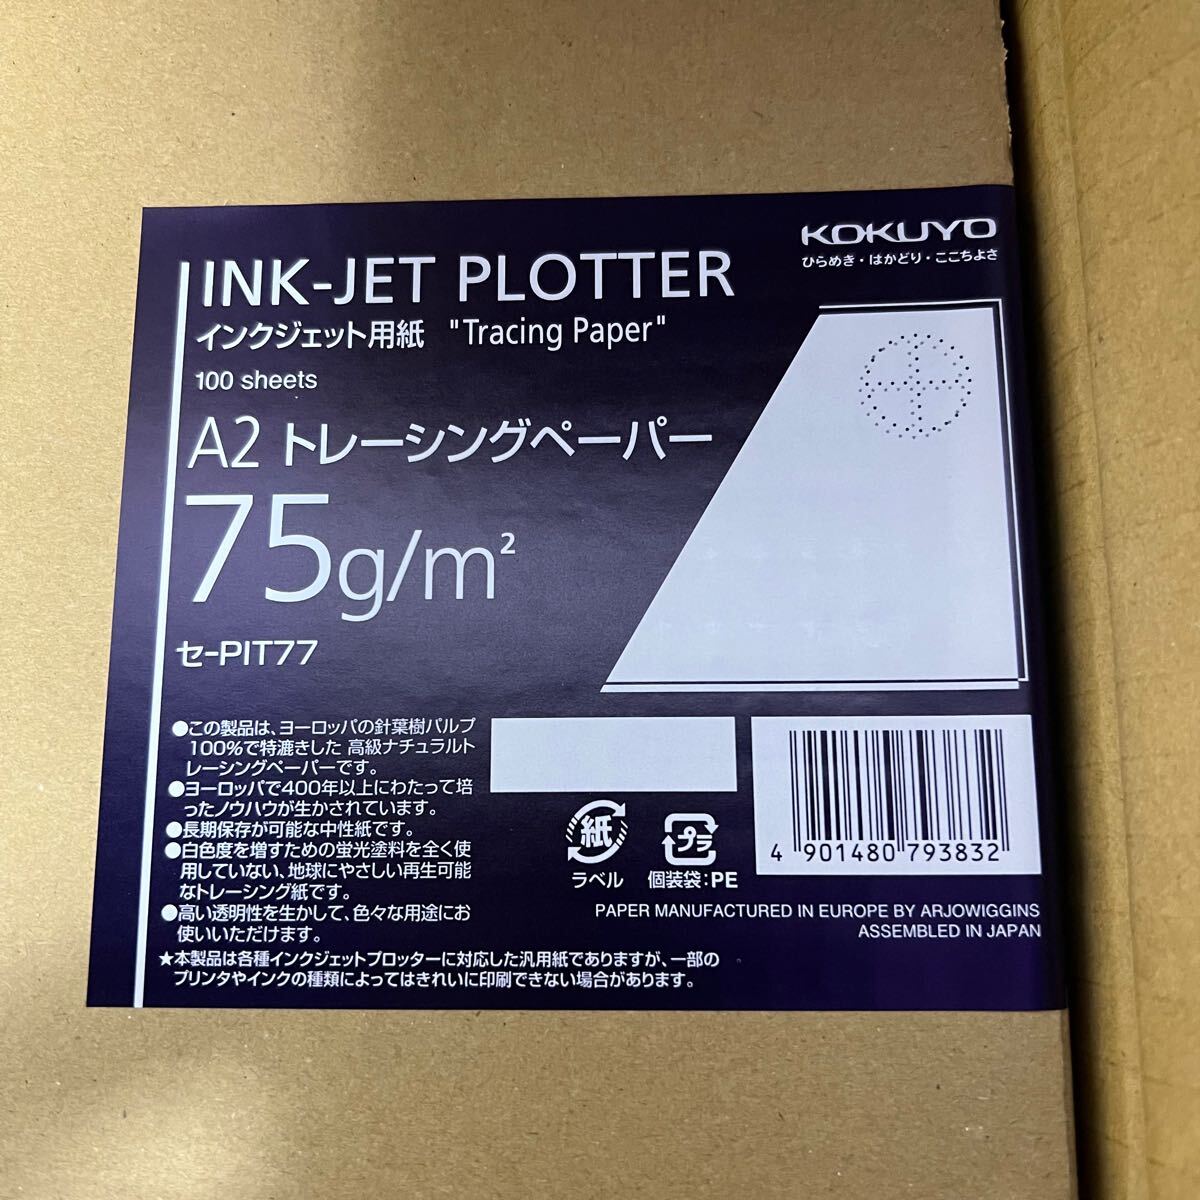 KOKUYO
ひらめき・はかどり・ここちよさ
INK-JET PLOTTER
インクジェット用紙 "Tracing Paper"
100 sheets
A2 トレーシングペーパー
75g/m²
セ-PIT77
●この製品は、ヨーロッパの針葉樹パルプ
100%で特漉きした 高級ナチュラルト
レーシングペーパーです。
●ヨーロッパで400年以上にわたって培
ったノウハウが生かされています。
●長期保存が可能な中性紙です。
●白色度を増すための蛍光塗料を全く使
用していない、地球にやさしい再生可能
なトレーシング紙です。
●高い透明性を生かして、色々な用途にお
使いいただけます。
★本製品は各種インクジェットプロッターに対応した汎用紙でありますが、一部の
プリンタやインクの種類によってはきれいに印刷できない場合があります。
紙
ラベル
プラ
個装袋:PE
4 901480 793832
PAPER MANUFACTURED IN EUROPE BY ARJOWIGGINS
ASSEMBLED IN JAPAN